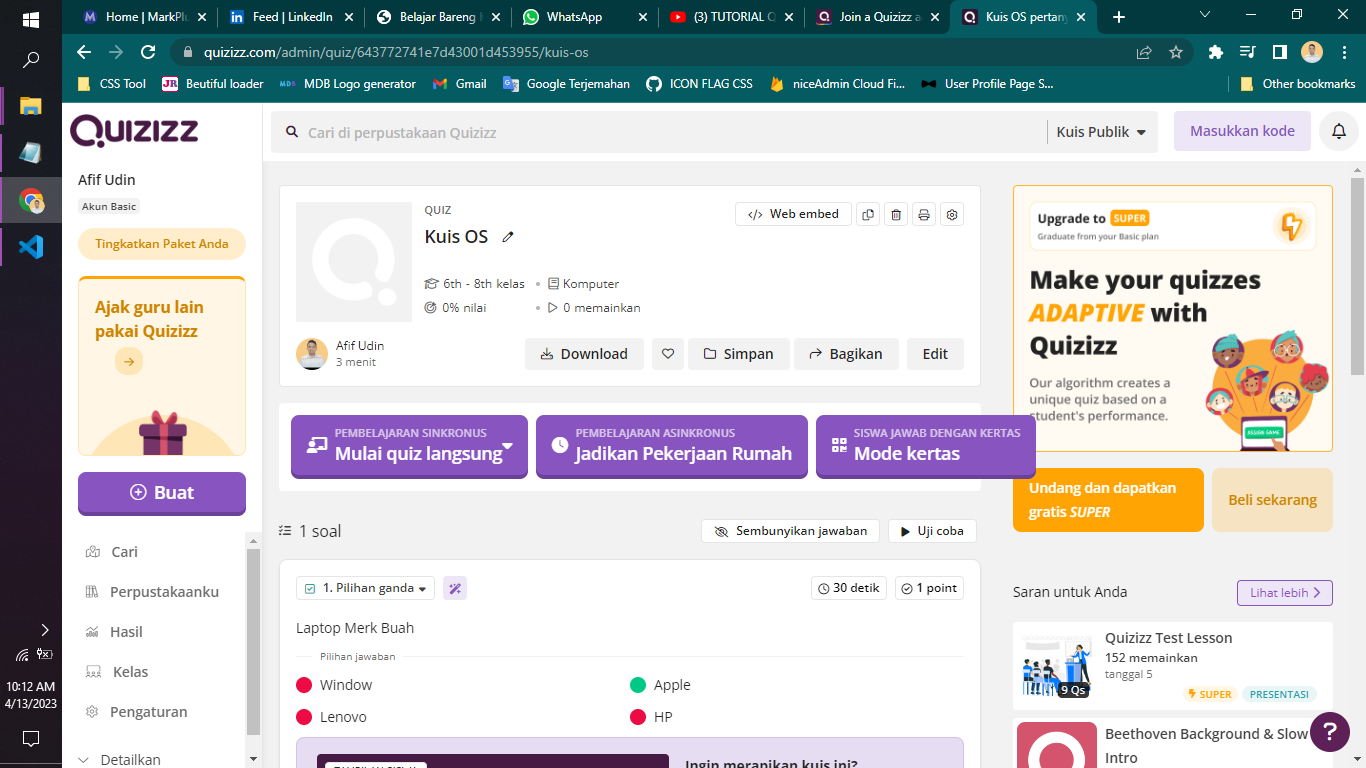 Home | MarkPlu
Feed | LinkedIn
Belajar Bareng
WhatsApp
(3) TUTORIAL Q
Join a Quizizz a
Kuis OS pertany
quizizz.com/admin/quiz/643772741e7d43001d453955/kuis-os
CSS Tool
JR Beutiful loader
MDB MDB Logo generator
Gmail
Google Terjemahan
ICON FLAG CSS
niceAdmin Cloud Fi...
User Profile Page S...
Other bookmarks
QUIZIZZ
Cari di perpustakaan Quizizz
Kuis Publik
Masukkan kode
Afif Udin
Akun Basic
Tingkatkan Paket Anda
Ajak guru lain
pakai Quizizz
Buat
Cari
Perpustakaanku
Hasil
Kelas
Pengaturan
Detailkan
10:12 AM
4/13/2023
QUIZ
Kuis OS
Web embed
6th - 8th kelas
Komputer
0% nilai
0 memainkan
Afif Udin
3 menit
Download
Simpan
Bagikan
Edit
PEMBELAJARAN SINKRONUS
Mulai quiz langsung
PEMBELAJARAN ASINKRONUS
Jadikan Pekerjaan Rumah
SISWA JAWAB DENGAN KERTAS
Mode kertas
1 soal
Sembunyikan jawaban
Uji coba
1. Pilihan ganda
30 detik
1 point
Laptop Merk Buah
Pilihan jawaban
Window
Apple
Lenovo
HP
Ingin merapikan kuis ini?
Upgrade to SUPER
Graduate from your Basic plan
Make your quizzes
ADAPTIVE with
Quizizz
Our algorithm creates a
unique quiz based on a
student's performance.
ASSIGN GAME
Undang dan dapatkan
gratis SUPER
Beli sekarang
Saran untuk Anda
Lihat lebih
Quizizz Test Lesson
152 memainkan
tanggal 5
9 Qs
SUPER
PRESENTASI
Beethoven Background & Slow
Intro
?